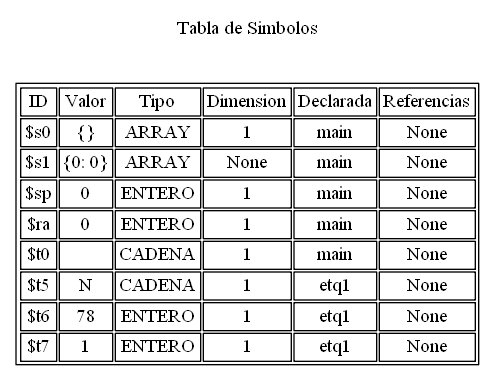 Tabla de Simbolos
ID Valor Tipo Dimension Declarada Referencias
$s0 {} ARRAY 1 main None
$s1 {0: 0} ARRAY None main None
$sp 0 ENTERO 1 main None
$ra 0 ENTERO 1 main None
$t0 CADENA 1 main None
$t5 N CADENA 1 etq1 None
$t6 78 ENTERO 1 etq1 None
$t7 1 ENTERO 1 etq1 None